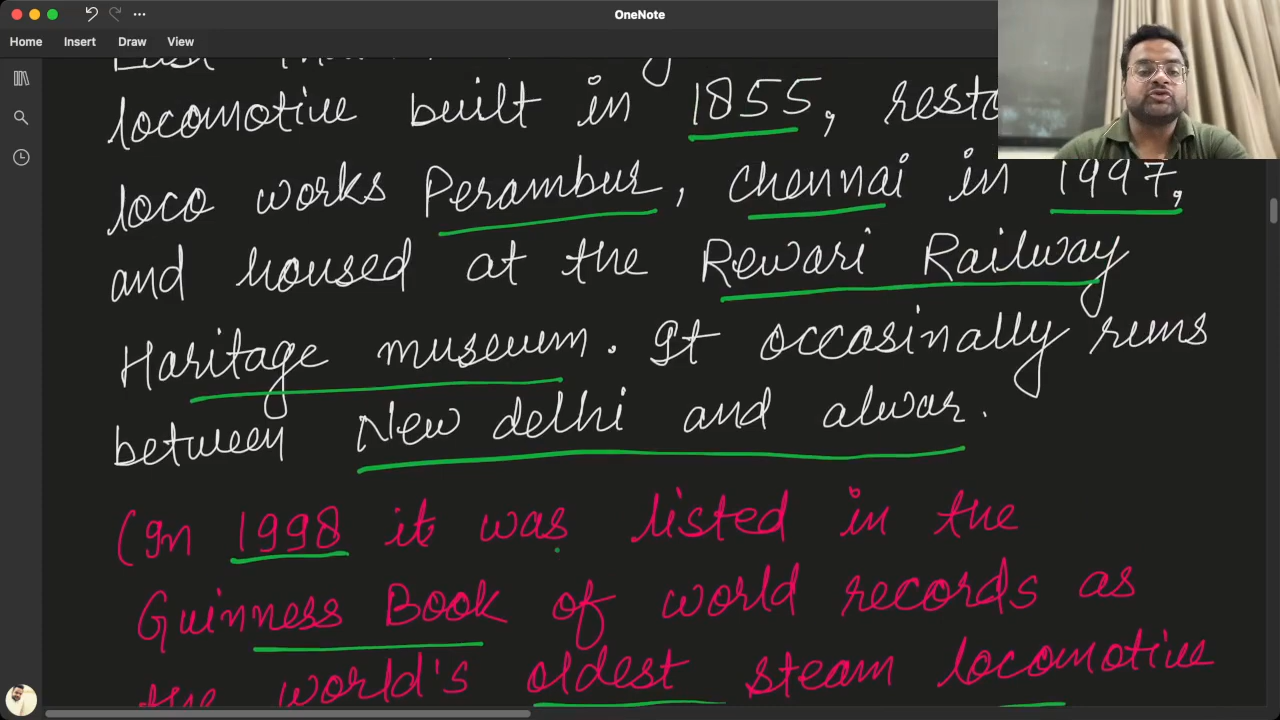 OneNote
Home Insert Draw View
locomotive built in 1855,
loco works Perambur, Chennai in 1997,
and housed at the Rewari Railway
Haritage museum. It occasinally runs
between New delhi and alwar.
(In 1998 it was listed in the
Guinness Book of world records as
the world's oldest steam locomotive